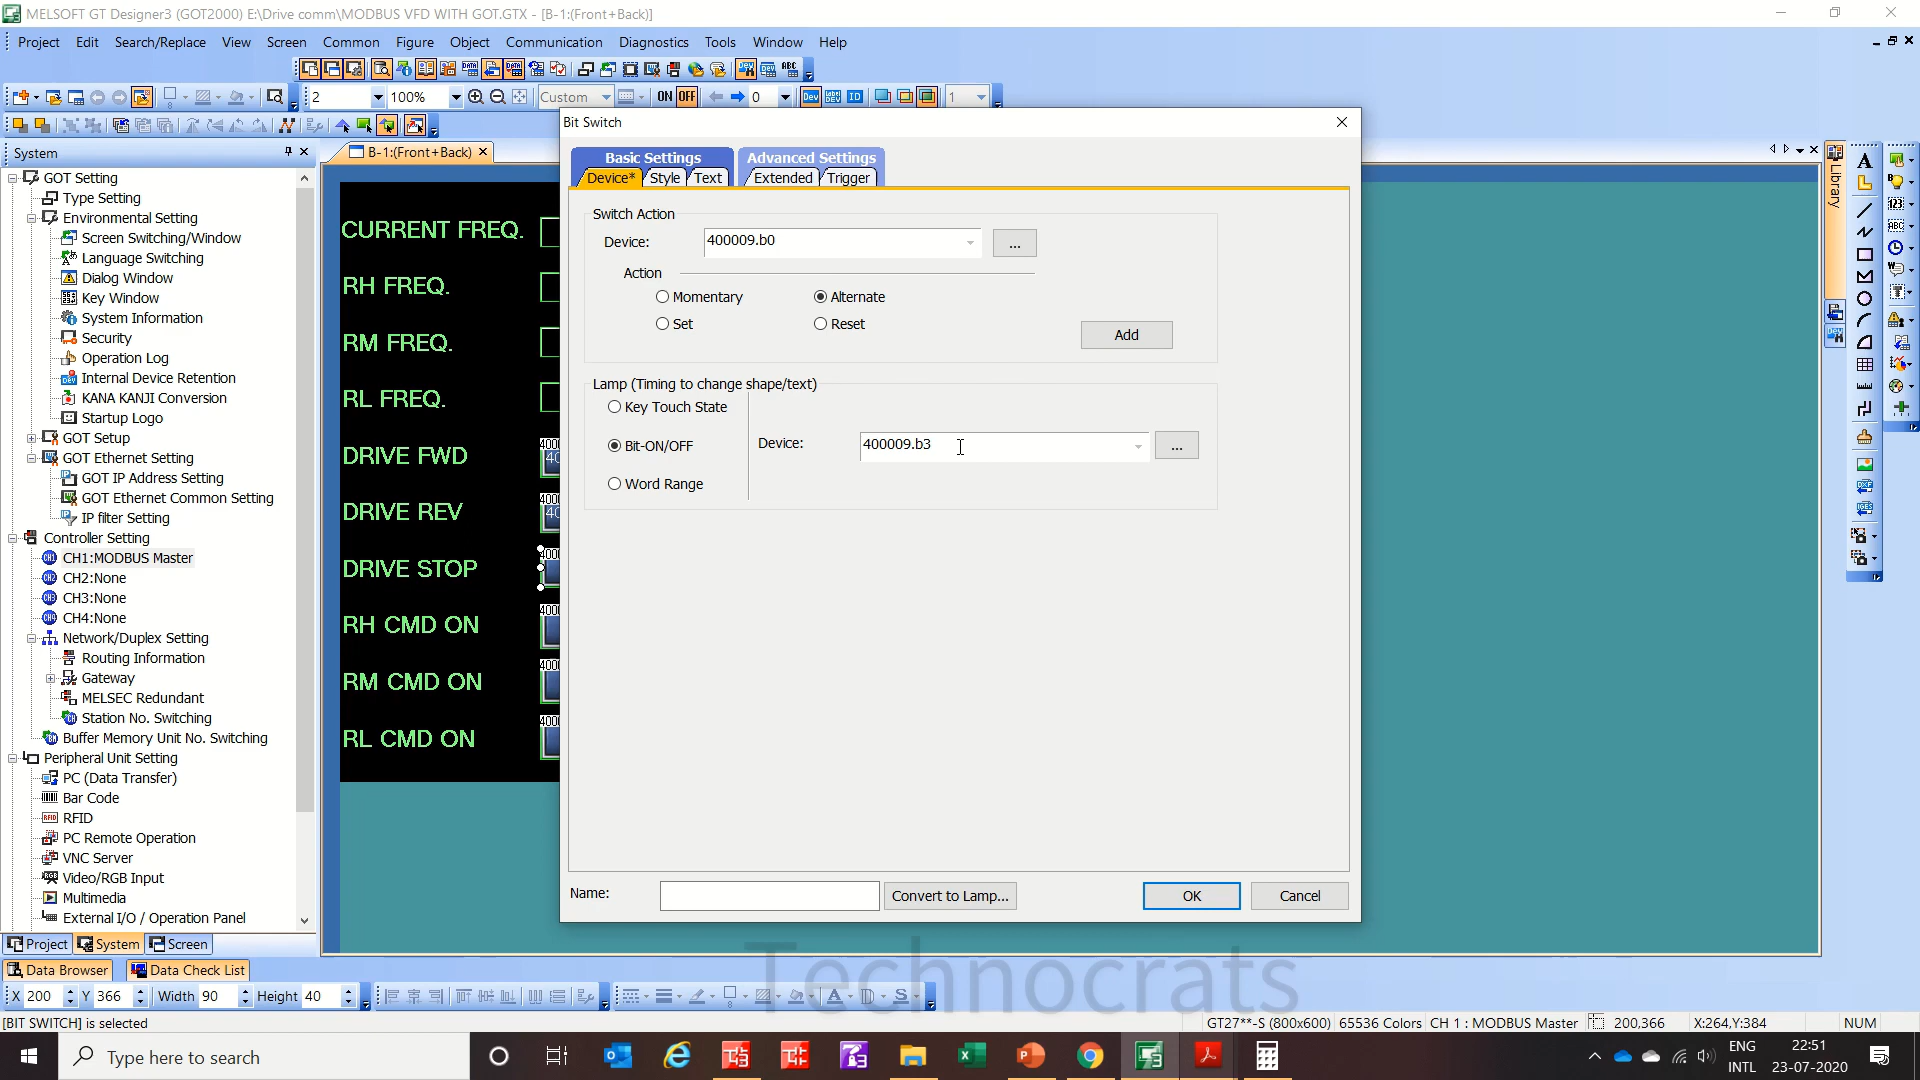 MELSOFT GT Designer3 (GOT2000) E:\Drive comm\MODBUS VFD WITH GOT.GTX - [B-1:(Front+Back)]
Project Edit Search/Replace View Screen Common Figure Object Communication Diagnostics Tools Window Help
2 100% Custom ON OFF 0 1
System
B-1:(Front+Back)
GOT Setting
Type Setting
Environmental Setting
Screen Switching/Window
Language Switching
Dialog Window
Key Window
System Information
Security
Operation Log
Internal Device Retention
KANA KANJI Conversion
Startup Logo
GOT Setup
GOT Ethernet Setting
GOT IP Address Setting
GOT Ethernet Common Setting
IP filter Setting
Controller Setting
CH1:MODBUS Master
CH2:None
CH3:None
CH4:None
Network/Duplex Setting
Routing Information
Gateway
MELSEC Redundant
Station No. Switching
Buffer Memory Unit No. Switching
Peripheral Unit Setting
PC (Data Transfer)
Bar Code
RFID
PC Remote Operation
VNC Server
Video/RGB Input
Multimedia
External I/O / Operation Panel
Project System Screen
Data Browser Data Check List
CURRENT FREQ.
RH FREQ.
RM FREQ.
RL FREQ.
DRIVE FWD
DRIVE REV
DRIVE STOP
RH CMD ON
RM CMD ON
RL CMD ON
Bit Switch
Basic Settings Advanced Settings
Device* Style Text Extended Trigger
Switch Action
Device: 400009.b0 ...
Action
Momentary Alternate
Set Reset
Add
Lamp (Timing to change shape/text)
Key Touch State
Bit-ON/OFF Device: 400009.b3 ...
Word Range
Name: Convert to Lamp... OK Cancel
Library
Technocrats
X 200 Y 366 Width 90 Height 40
[BIT SWITCH] is selected GT27**-S (800x600) 65536 Colors CH 1 : MODBUS Master 200,366 X:264,Y:384 NUM
Type here to search
ENG
INTL
22:51
23-07-2020